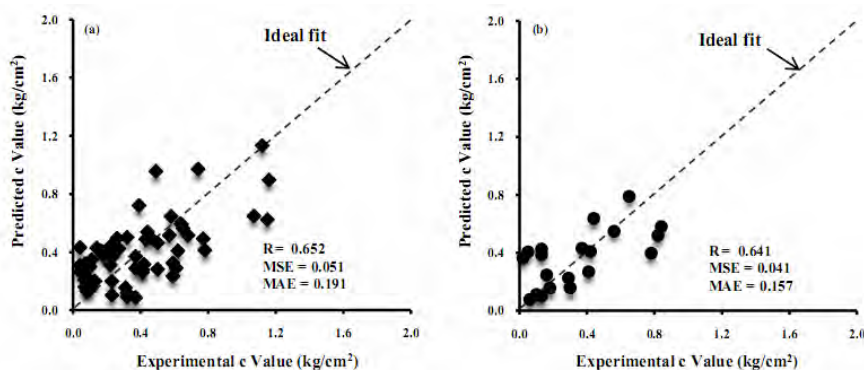 (a)
Ideal fit
Predicted c Value (kg/cm²)
2.0
1.6
1.2
0.8
0.4
0.0
R= 0.652
MSE = 0.051
MAE = 0.191
0.0 0.4 0.8 1.2 1.6 2.0
Experimental c Value (kg/cm²)
(b)
Ideal fit
Predicted c Value (kg/cm²)
2.0
1.6
1.2
0.8
0.4
0.0
R = 0.641
MSE = 0.041
MAE = 0.157
0.0 0.4 0.8 1.2 1.6 2.0
Experimental c Value (kg/cm²)